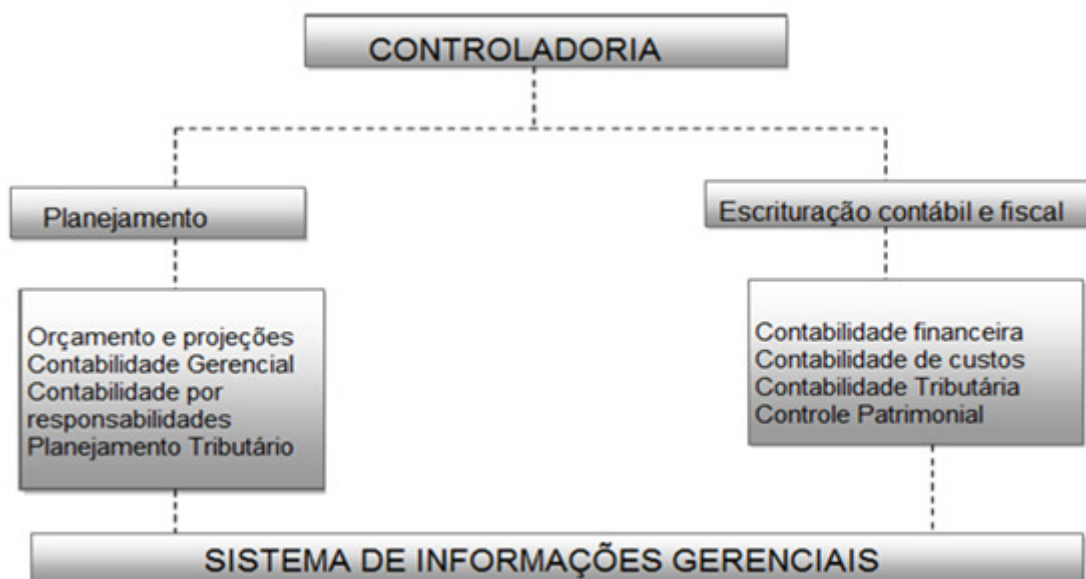 CONTROLADORIA
Planejamento
Escrituração contábil e fiscal
Orçamento e projeções
Contabilidade Gerencial
Contabilidade por
responsabilidades
Planejamento Tributário
Contabilidade financeira
Contabilidade de custos
Contabilidade Tributária
Controle Patrimonial
SISTEMA DE INFORMAÇÕES GERENCIAIS